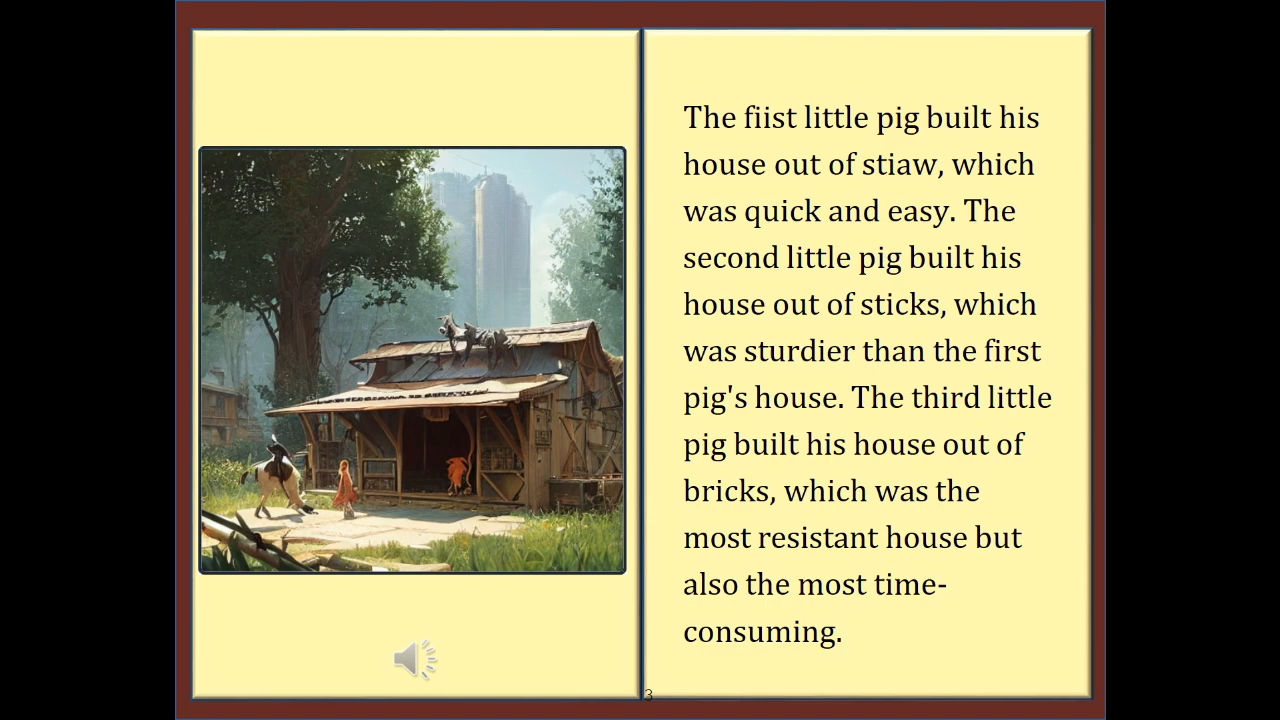 The fiist little pig built his
house out of stiaw, which
was quick and easy. The
second little pig built his
house out of sticks, which
was sturdier than the first
pig's house. The third little
pig built his house out of
bricks, which was the
most resistant house but
also the most time-
consuming.
3